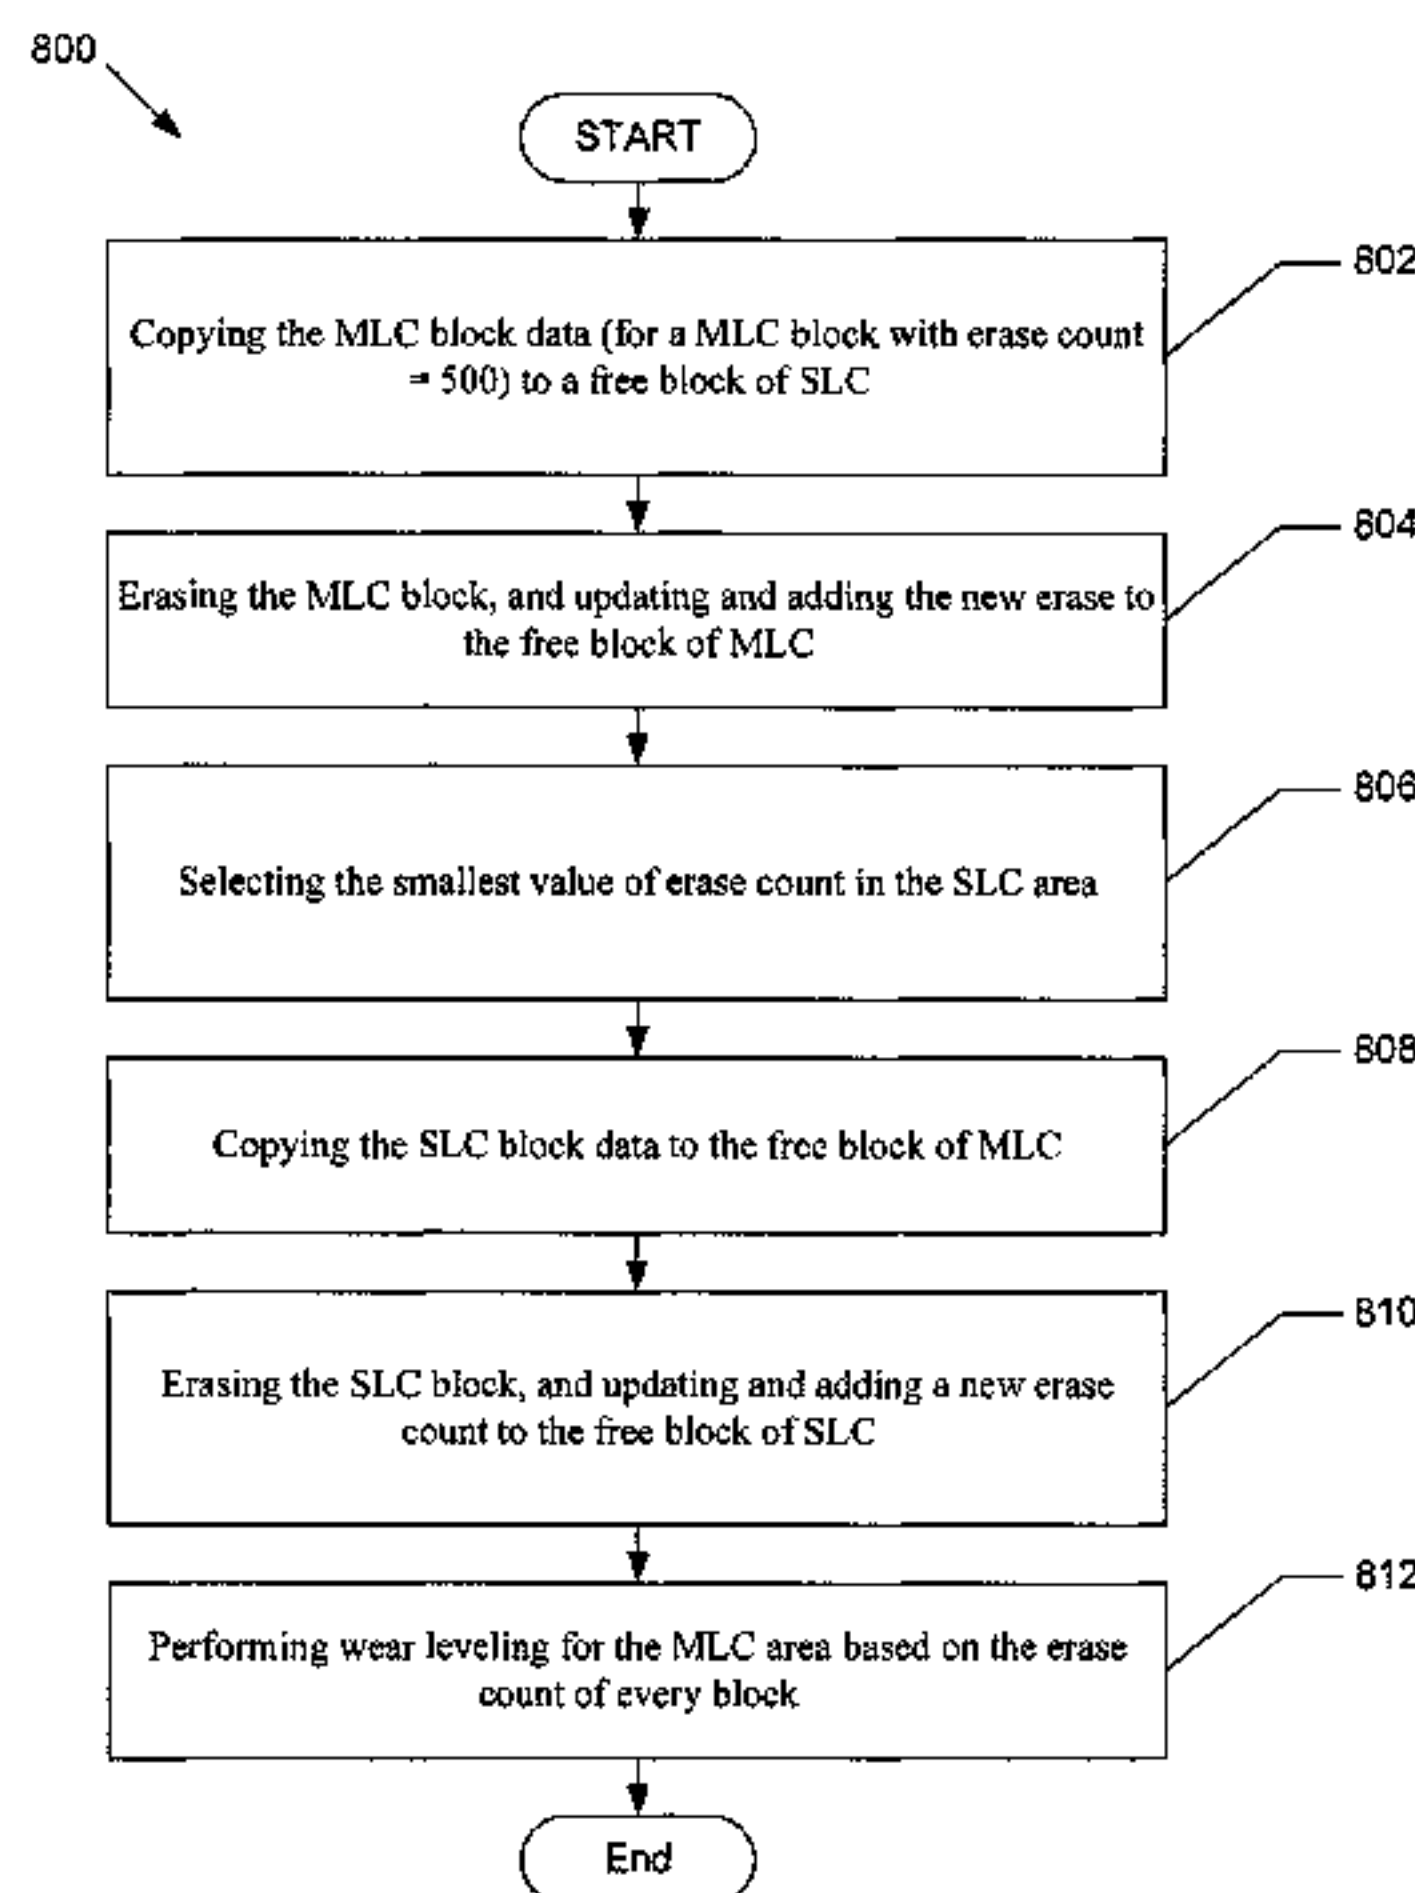 800
START
802
Copying the MLC block data (for a MLC block with erase count
= 500) to a free block of SLC
804
Erasing the MLC block, and updating and adding the new erase to
the free block of MLC
806
Selecting the smallest value of erase count in the SLC area
808
Copying the SLC block data to the free block of MLC
810
Erasing the SLC block, and updating and adding a new erase
count to the free block of SLC
812
Performing wear leveling for the MLC area based on the erase
count of every block
End